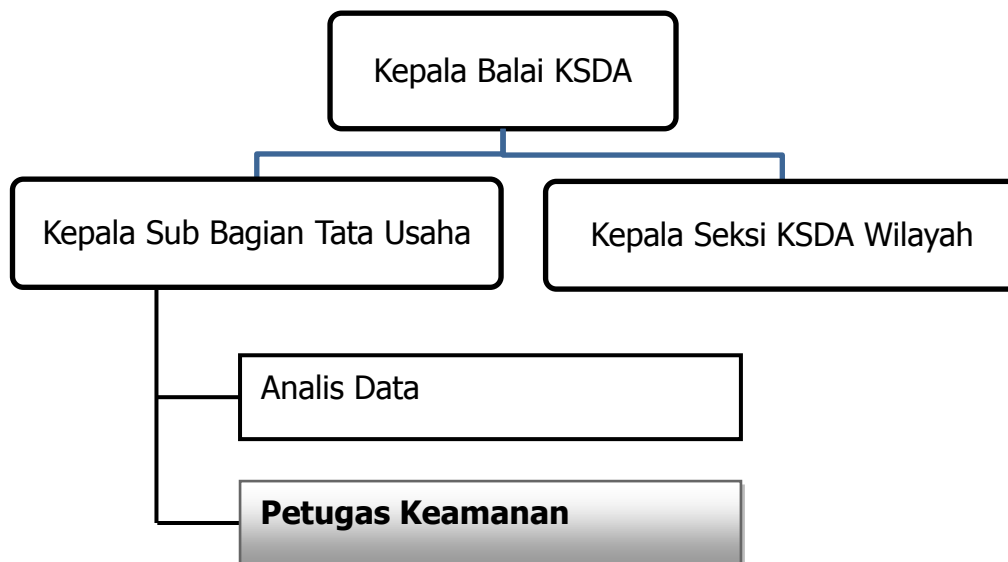 Kepala Balai KSDA
Kepala Sub Bagian Tata Usaha
Kepala Seksi KSDA Wilayah
Analis Data
Petugas Keamanan